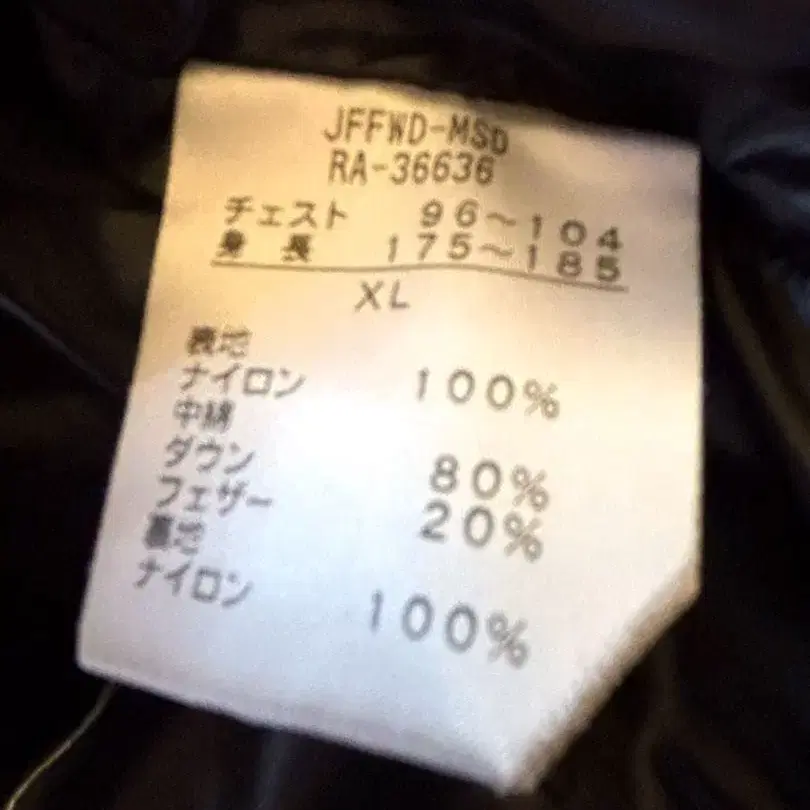 JFFWD-MSD
RA-36636
チェスト 96～104
身長 175～185
XL
表地
ナイロン 100%
中綿
ダウン 80%
フェザー 20%
裏地
ナイロン 100%